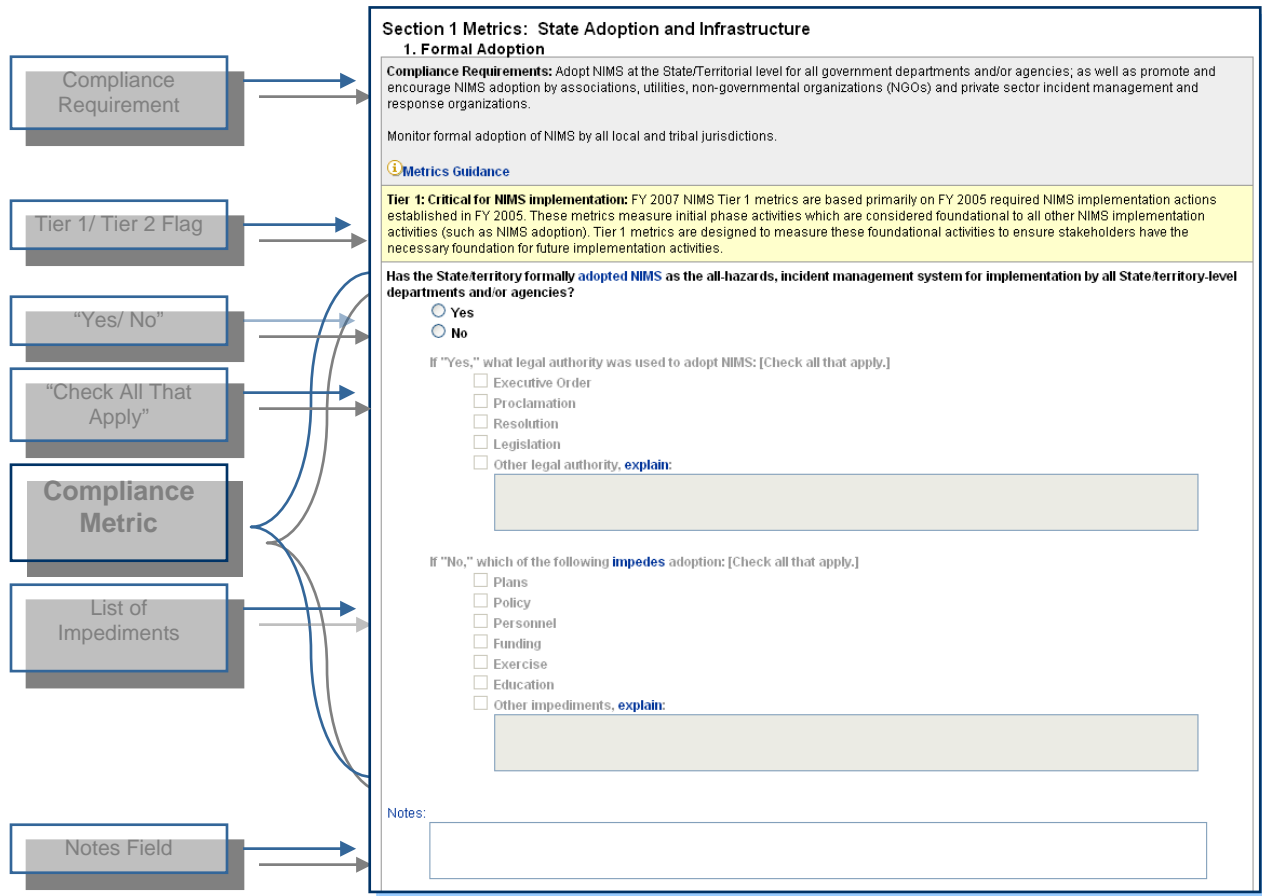 Compliance
Requirement
Tier 1/ Tier 2 Flag
“Yes/ No”
“Check All That
Apply”
Compliance
Metric
List of
Impediments
Notes Field
Section 1 Metrics: State Adoption and Infrastructure
1. Formal Adoption
Compliance Requirements: Adopt NIMS at the State/Territorial level for all government departments and/or agencies; as well as promote and
encourage NIMS adoption by associations, utilities, non-governmental organizations (NGOs) and private sector incident management and
response organizations.
Monitor formal adoption of NIMS by all local and tribal jurisdictions.
i Metrics Guidance
Tier 1: Critical for NIMS implementation: FY 2007 NIMS Tier 1 metrics are based primarily on FY 2005 required NIMS implementation actions
established in FY 2005. These metrics measure initial phase activities which are considered foundational to all other NIMS implementation
activities (such as NIMS adoption). Tier 1 metrics are designed to measure these foundational activities to ensure stakeholders have the
necessary foundation for future implementation activities.
Has the State/territory formally adopted NIMS as the all-hazards, incident management system for implementation by all State/territory-level
departments and/or agencies?
Yes
No
If "Yes," what legal authority was used to adopt NIMS: [Check all that apply.]
Executive Order
Proclamation
Resolution
Legislation
Other legal authority, explain:
If "No," which of the following impedes adoption: [Check all that apply.]
Plans
Policy
Personnel
Funding
Exercise
Education
Other impediments, explain:
Notes: